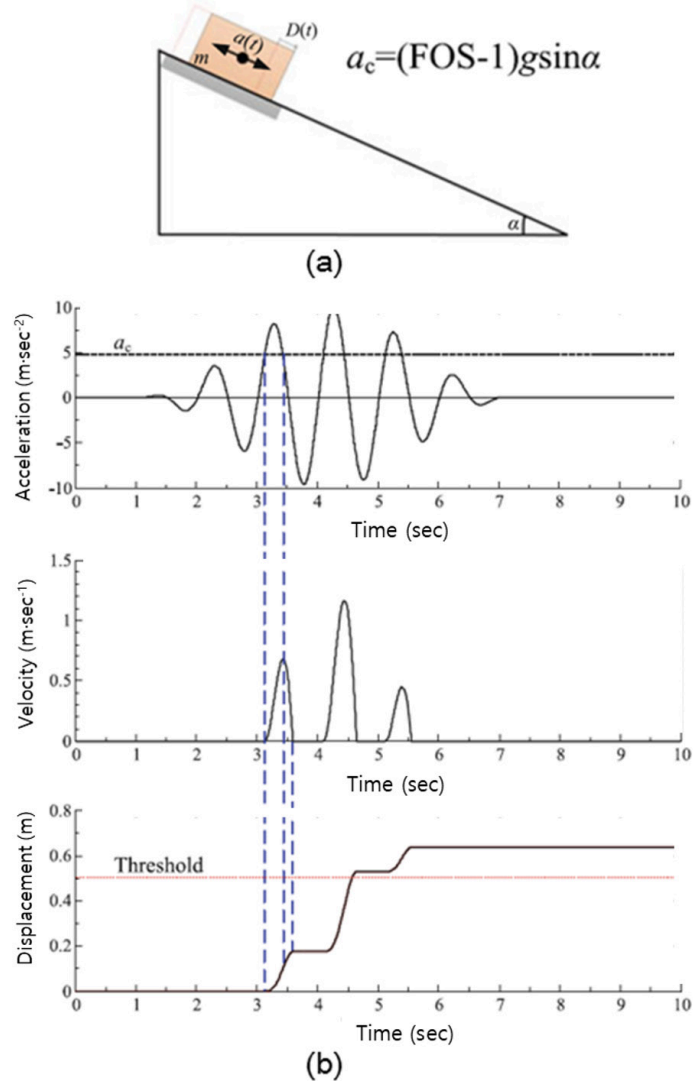 D(t)
a(t)
m
a_c=(FOS-1)gsinα
α
(a)
10
5
0
-5
-10
a_c
Acceleration (m·sec⁻²)
0 1 2 3 4 5 6 7 8 9 10
Time (sec)
1.5
1
0.5
0
Velocity (m·sec⁻¹)
0 1 2 3 4 5 6 7 8 9 10
Time (sec)
0.8
0.6
0.4
0.2
0
Threshold
Displacement (m)
0 1 2 3 4 5 6 7 8 9 10
Time (sec)
(b)